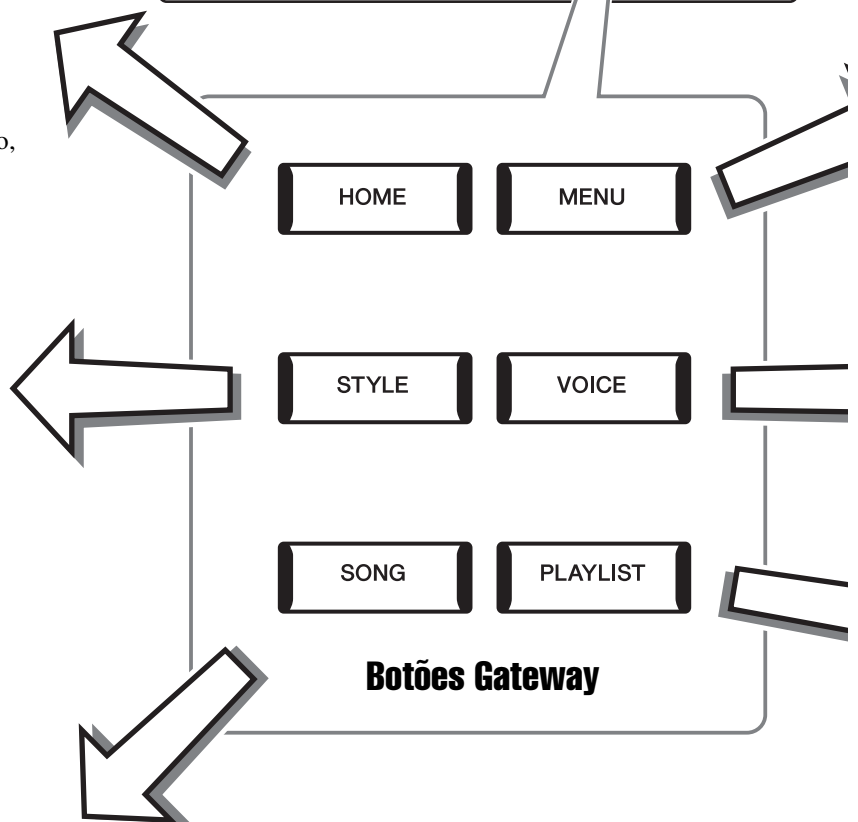 o,
HOME MENU
STYLE VOICE
SONG PLAYLIST
Botões Gateway